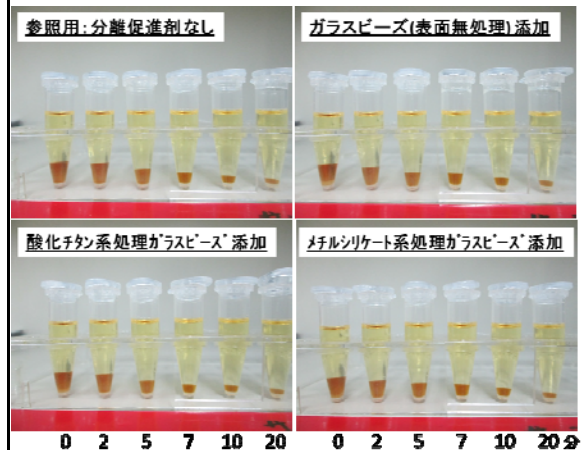 参照用:分離促進剤なし
ガラスビーズ(表面無処理)添加
酸化チタン系処理ガラスビーズ添加
メチルシリケート系処理ガラスビーズ添加
0 2 5 7 10 20 0 2 5 7 10 20分